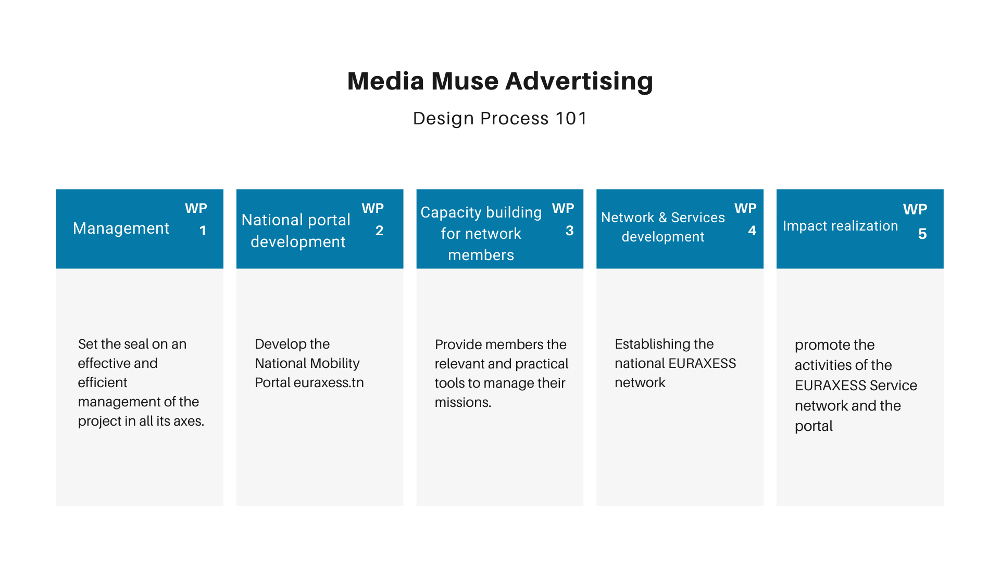 Media Muse Advertising
Design Process 101
Management
WP
1
Set the seal on an
effective and
efficient
management of the
project in all its axes.
National portal
development
WP
2
Develop the
National Mobility
Portal euraxess.tn
Capacity building
for network
members
WP
3
Provide members the
relevant and practical
tools to manage their
missions.
Network & Services
development
WP
4
Establishing the
national EURAXESS
network
Impact realization
WP
5
promote the
activities of the
EURAXESS Service
network and the
portal